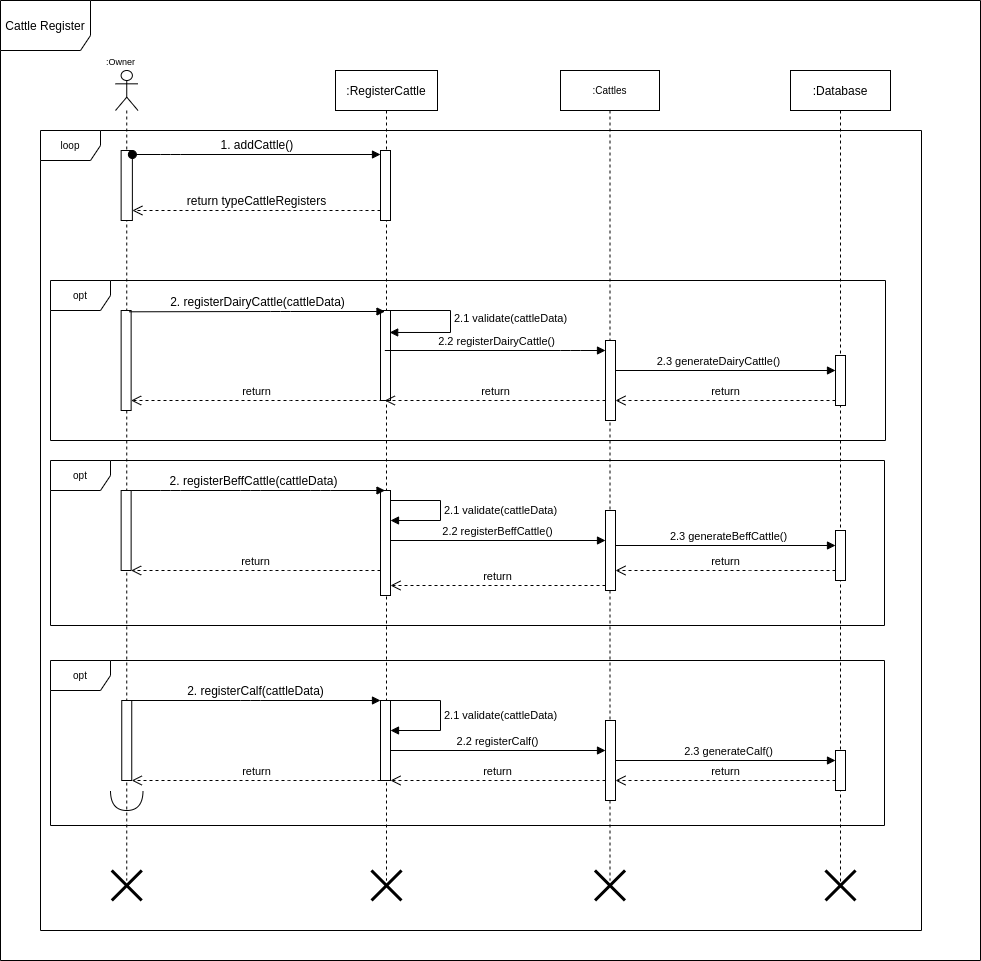 Cattle Register
:Owner
:RegisterCattle
:Cattles
:Database
loop
1. addCattle()
return typeCattleRegisters
opt
2. registerDairyCattle(cattleData)
2.1 validate(cattleData)
2.2 registerDairyCattle()
2.3 generateDairyCattle()
return
return
return
opt
2. registerBeffCattle(cattleData)
2.1 validate(cattleData)
2.2 registerBeffCattle()
2.3 generateBeffCattle()
return
return
return
opt
2. registerCalf(cattleData)
2.1 validate(cattleData)
2.2 registerCalf()
2.3 generateCalf()
return
return
return